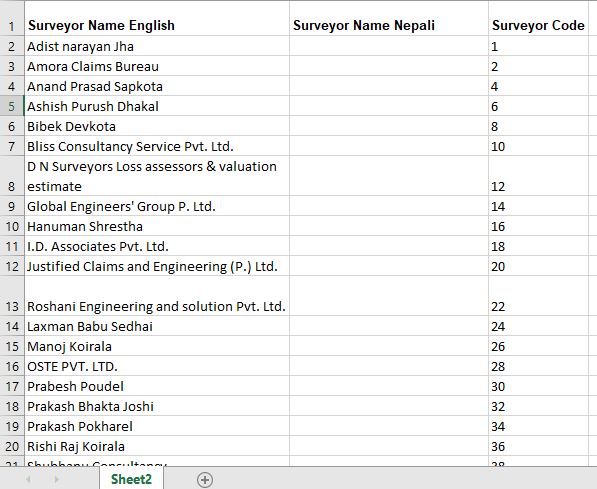 1 Surveyor Name English Surveyor Name Nepali Surveyor Code
2 Adist narayan Jha 1
3 Amora Claims Bureau 2
4 Anand Prasad Sapkota 4
5 Ashish Purush Dhakal 6
6 Bibek Devkota 8
7 Bliss Consultancy Service Pvt. Ltd. 10
D N Surveyors Loss assessors & valuation
8 estimate 12
9 Global Engineers' Group P. Ltd. 14
10 Hanuman Shrestha 16
11 I.D. Associates Pvt. Ltd. 18
12 Justified Claims and Engineering (P.) Ltd. 20
13 Roshani Engineering and solution Pvt. Ltd. 22
14 Laxman Babu Sedhai 24
15 Manoj Koirala 26
16 OSTE PVT. LTD. 28
17 Prabesh Poudel 30
18 Prakash Bhakta Joshi 32
19 Prakash Pokharel 34
20 Rishi Raj Koirala 36
21 Shubhanu Consultancy 38
Sheet2